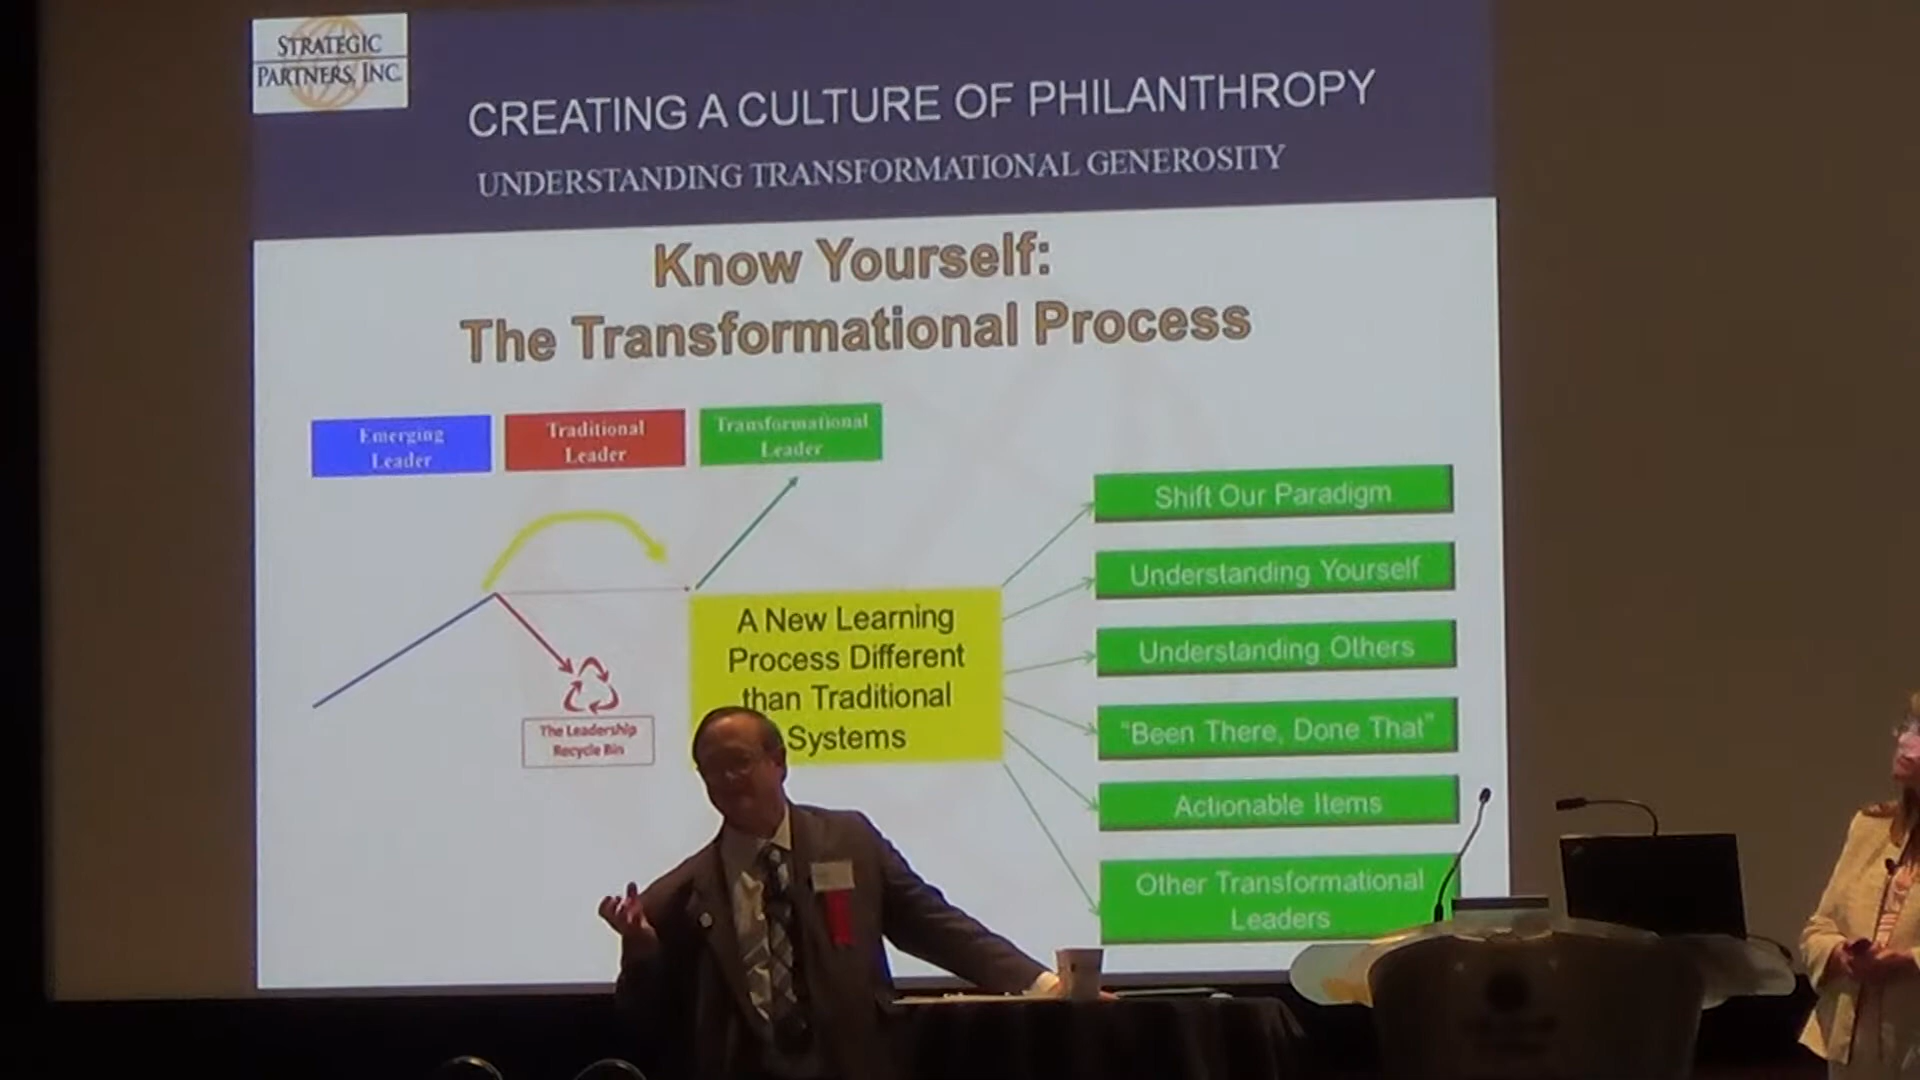 STRATEGIC
PARTNERS, INC.
CREATING A CULTURE OF PHILANTHROPY
UNDERSTANDING TRANSFORMATIONAL GENEROSITY
Know Yourself:
The Transformational Process
Emerging
Leader
Traditional
Leader
Transformational
Leader
The Leadership
Recycle Bin
A New Learning
Process Different
than Traditional
Systems
Shift Our Paradigm
Understanding Yourself
Understanding Others
“Been There, Done That”
Actionable Items
Other Transformational
Leaders